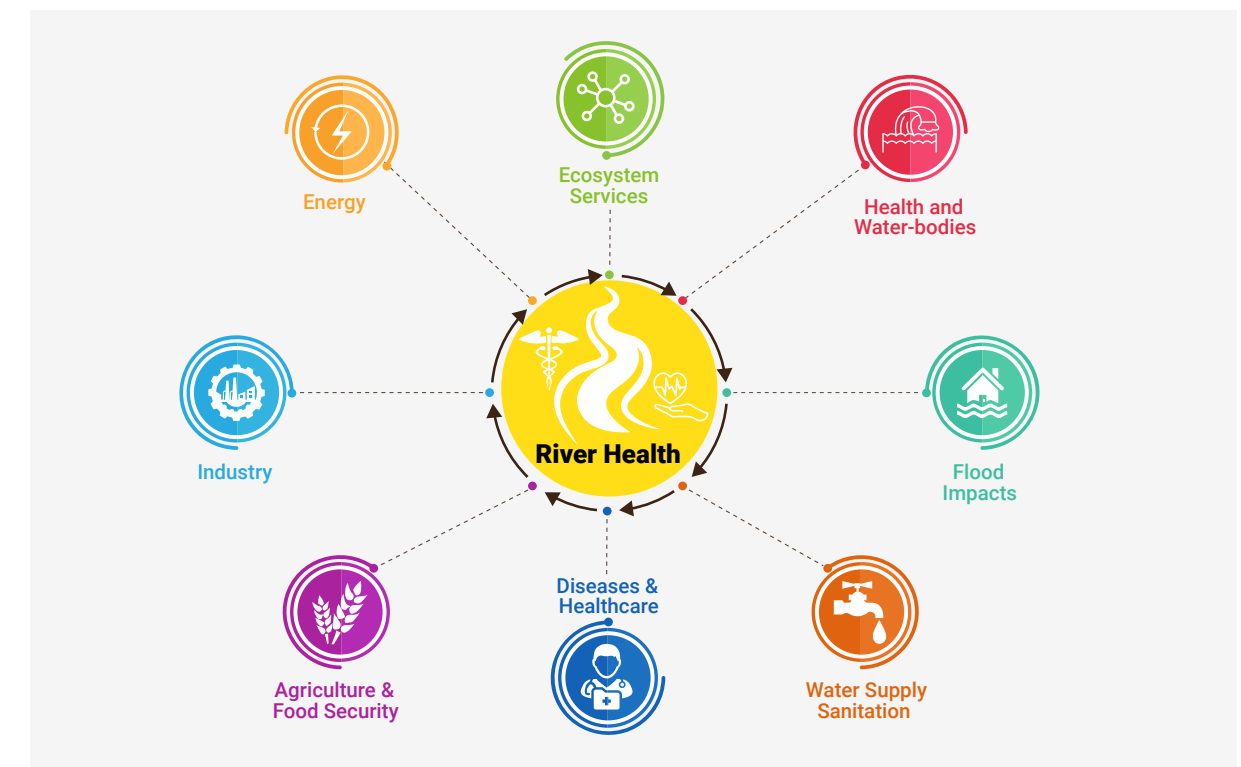 Ecosystem
Services
Energy
Health and
Water-bodies
River Health
Industry
Flood
Impacts
Diseases &
Healthcare
Agriculture &
Food Security
Water Supply
Sanitation